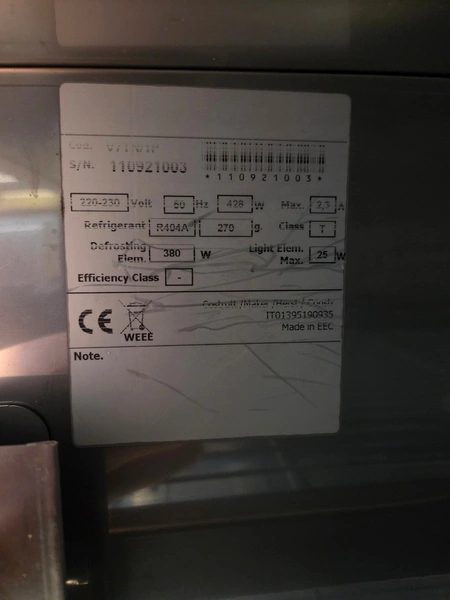 Cod.
S/N. 110921003
*110921003*
220-230 Volt 50 Hz 428 W Max. 2,3 A
Refrigerant R404A 270 g. Class T
Defrosting Elem. 380 W Light Elem. Max. 25 W
Efficiency Class -
CE WEEE
IT01395190935
Made in EEC
Note.